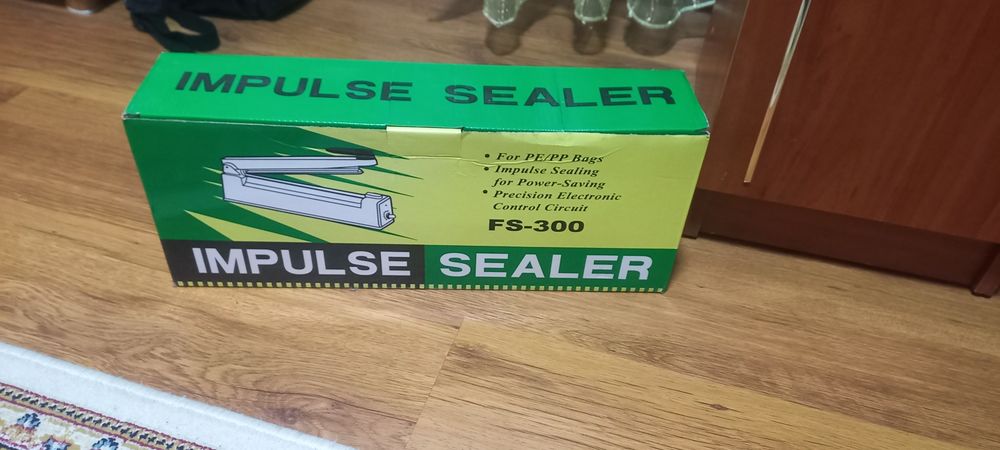 IMPULSE SEALER
• For PE/PP Bags
• Impulse Sealing
for Power-Saving
• Precision Electronic
Control Circuit
FS-300
IMPULSE SEALER